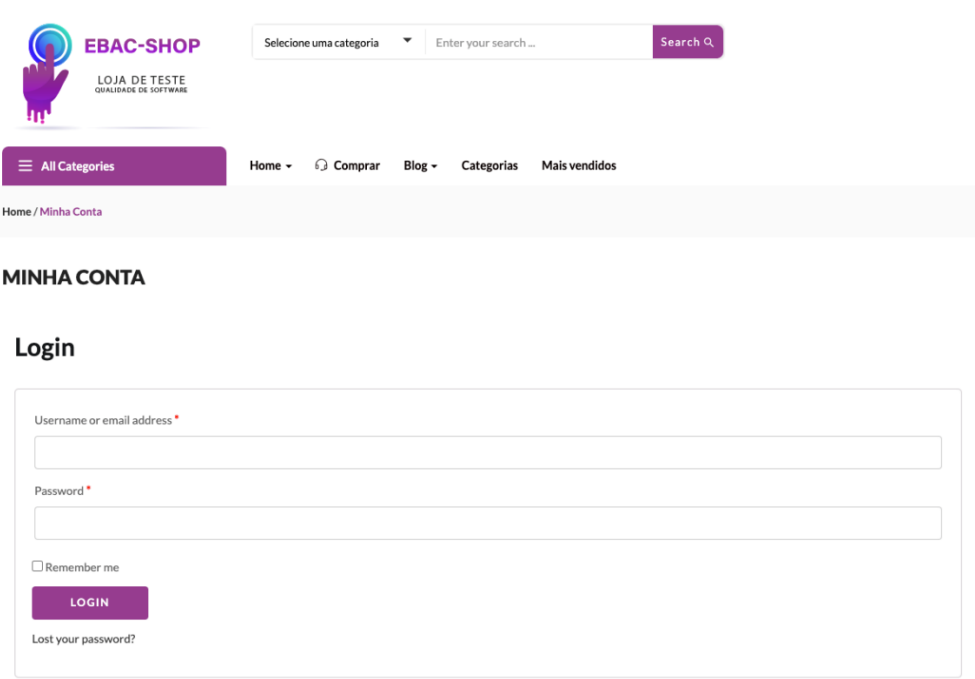 EBAC-SHOP
LOJA DE TESTE
QUALIDADE DE SOFTWARE
Selecione uma categoria
Enter your search ...
Search
All Categories
Home
Comprar
Blog
Categorias
Mais vendidos
Home / Minha Conta
MINHA CONTA
Login
Username or email address *
Password *
Remember me
LOGIN
Lost your password?